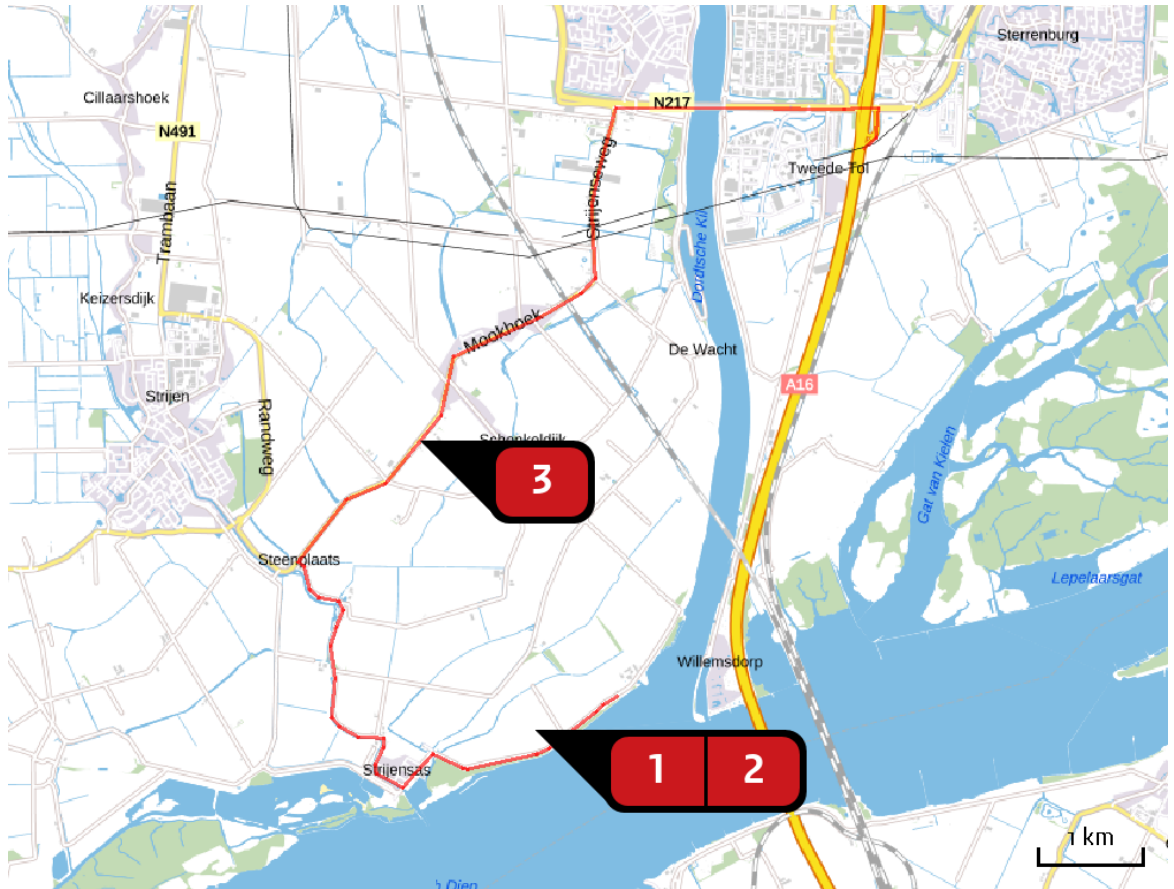 Sterrenburg
Cillaarshoek
N217
N491
Tweede Tol
Strijenseweg
Trambaan
Dordtsche Kil
Keizersdijk
Mookhoek
De Wacht
A16
Strijen
Randweg
Schenkeldijk
Gat van Kielen
3
Steenplaats
Lepelaarsgat
Willemsdorp
Strijensas
1 2
1 km